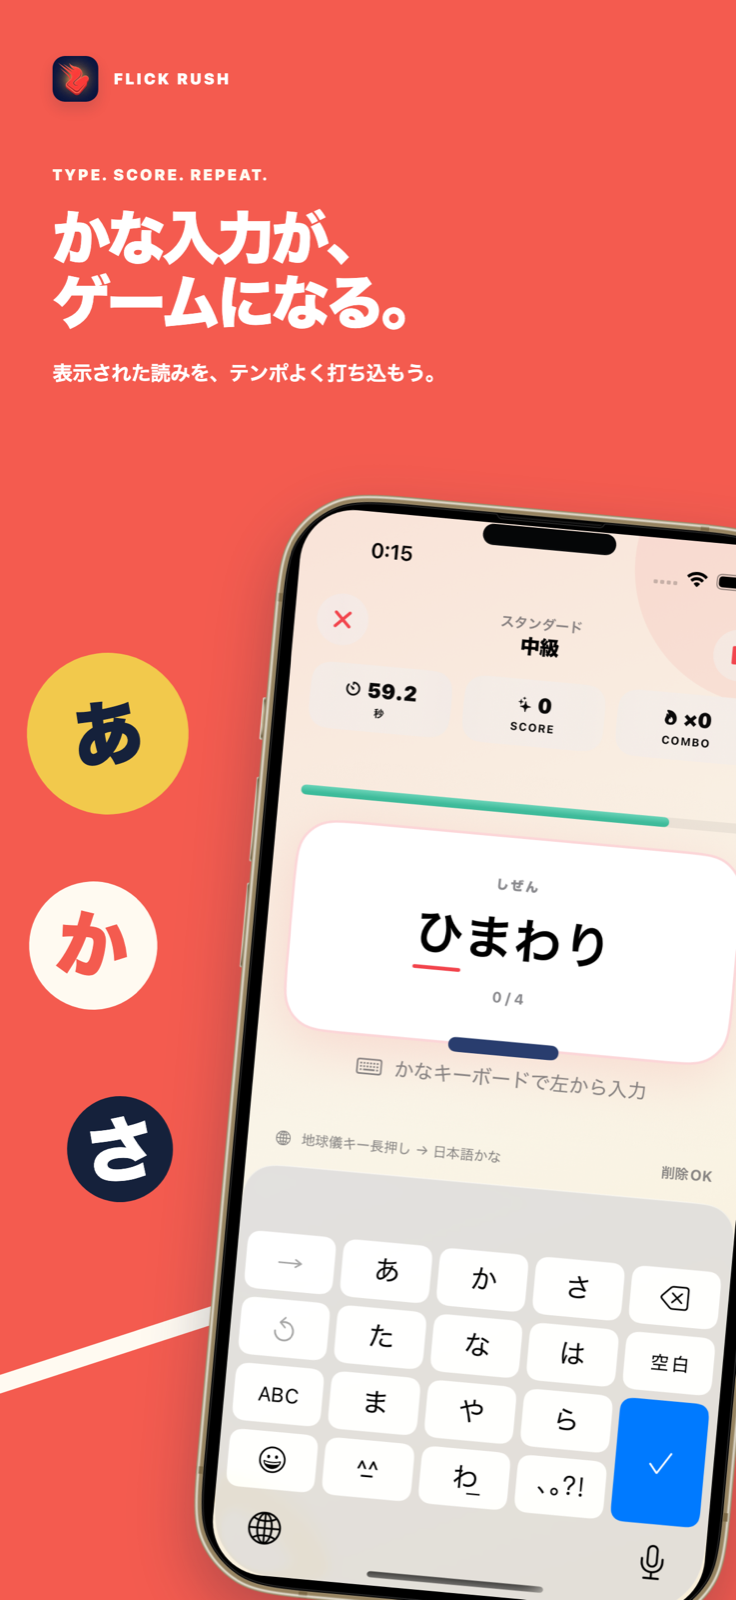 FLICK RUSH
TYPE. SCORE. REPEAT.
かな入力が、
ゲームになる。
表示された読みを、テンポよく打ち込もう。
0:15
スタンダード
中級
59.2
秒
0
SCORE
×0
COMBO
あ
しぜん
ひまわり
0 / 4
か
かなキーボードで左から入力
地球儀キー長押し → 日本語かな
削除OK
さ
→ あ か さ
た な は 空白
ABC ま や ら
^^ わ_ 、。?!